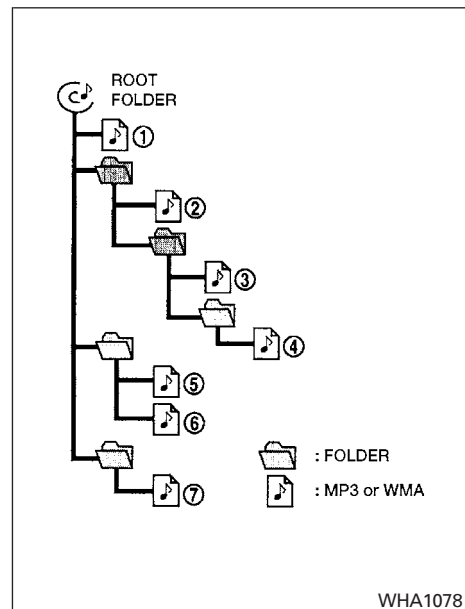 ROOT
FOLDER
①
②
③
④
⑤
⑥
⑦
: FOLDER
: MP3 or WMA
WHA1078